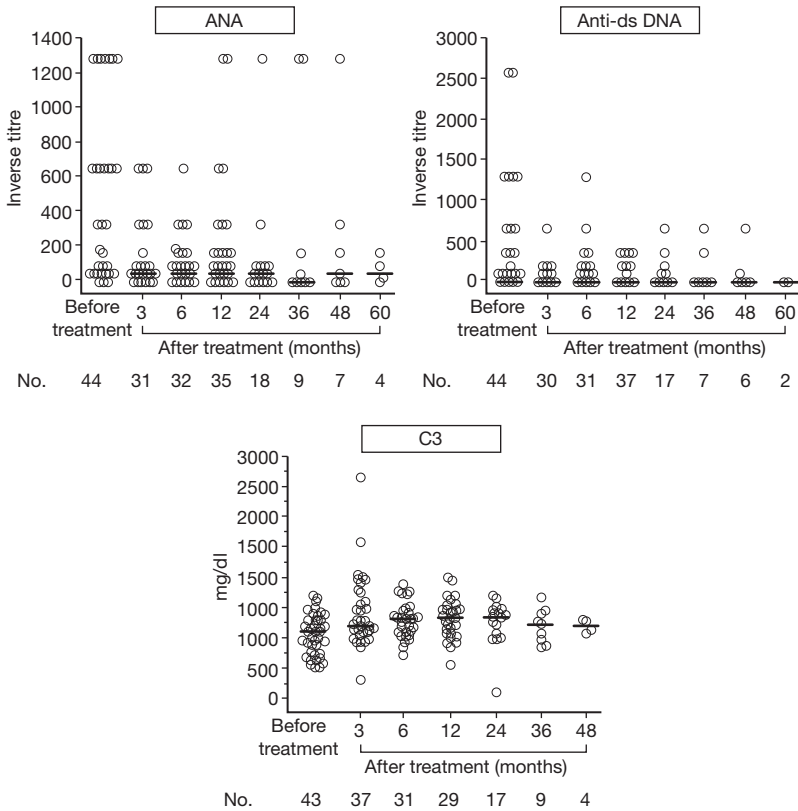 ANA
1400
1200
1000
800
600
400
200
0
Inverse titre
Before treatment
3 6 12 24 36 48 60
After treatment (months)
No. 44 31 32 35 18 9 7 4
Anti-ds DNA
3000
2500
2000
1500
1000
500
0
Inverse titre
Before treatment
3 6 12 24 36 48 60
After treatment (months)
No. 44 30 31 37 17 7 6 2
C3
3000
2500
2000
1500
1500
1000
1000
500
0
mg/dl
Before treatment
3 6 12 24 36 48
After treatment (months)
No. 43 37 31 29 17 9 4